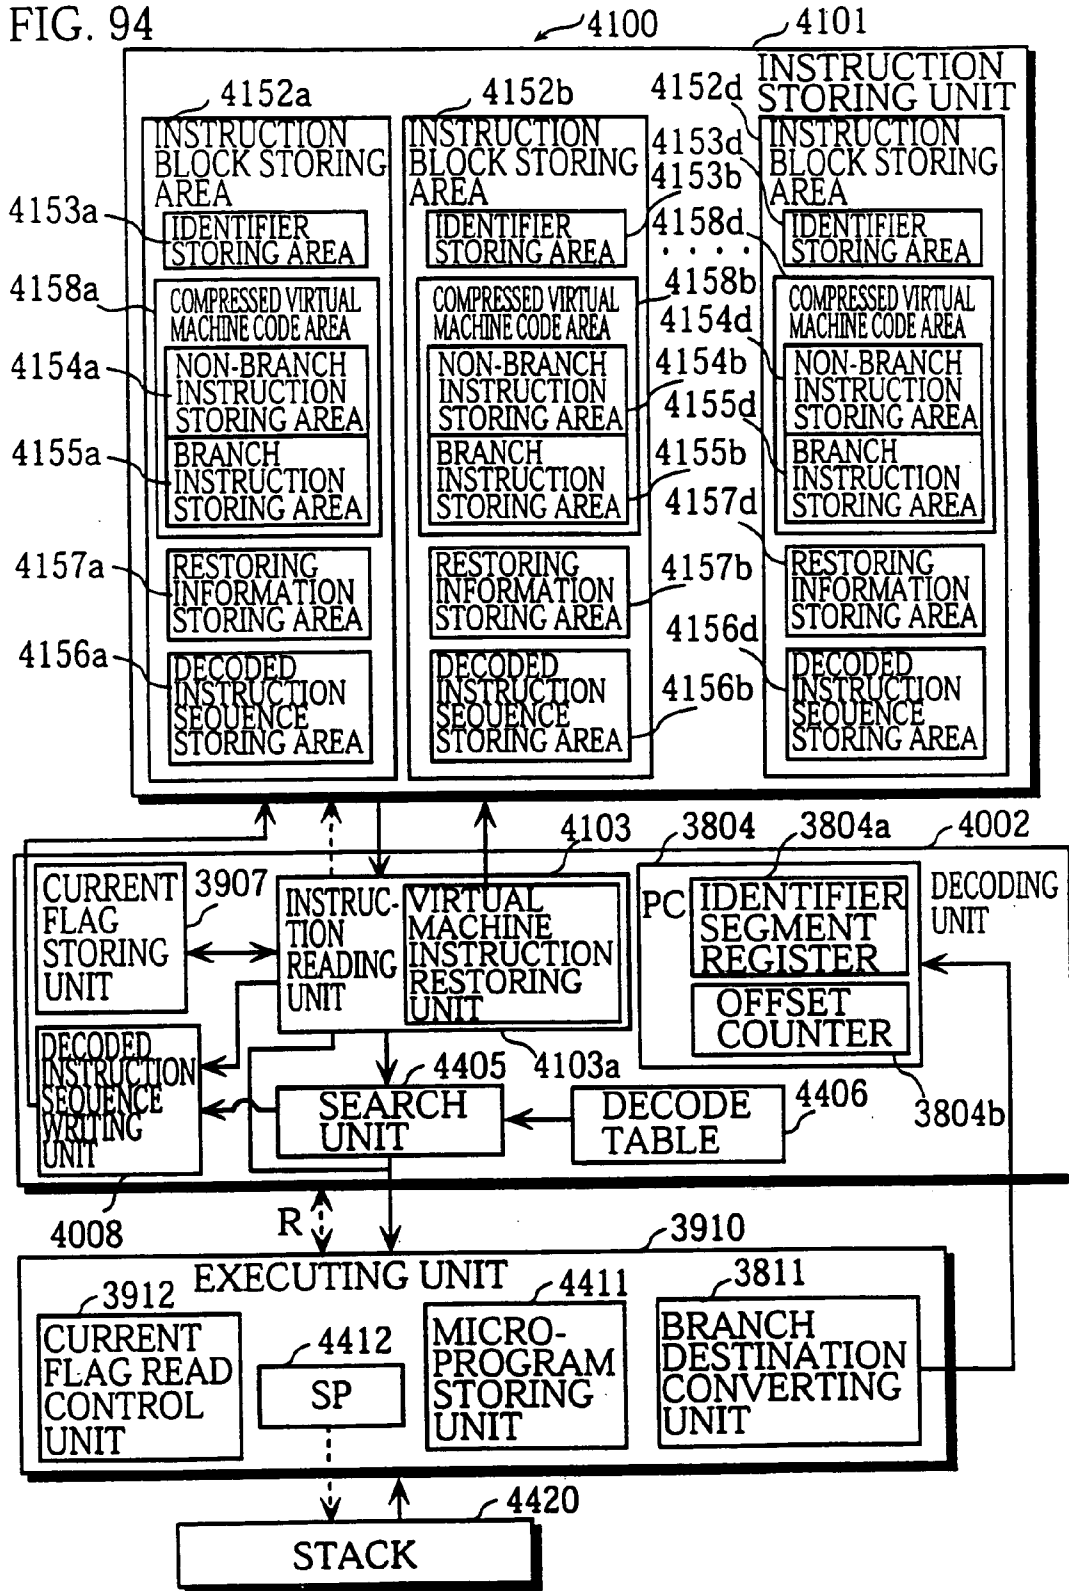 FIG. 94
4100
4101
INSTRUCTION
STORING UNIT
4152a
INSTRUCTION
BLOCK STORING
AREA
4153a
IDENTIFIER
STORING AREA
4158a
COMPRESSED VIRTUAL
MACHINE CODE AREA
4154a
NON-BRANCH
INSTRUCTION
STORING AREA
4155a
BRANCH
INSTRUCTION
STORING AREA
4157a
RESTORING
INFORMATION
STORING AREA
4156a
DECODED
INSTRUCTION
SEQUENCE
STORING AREA
4152b
INSTRUCTION
BLOCK STORING
AREA
4153b
IDENTIFIER
STORING AREA
4158b
COMPRESSED VIRTUAL
MACHINE CODE AREA
4154b
NON-BRANCH
INSTRUCTION
STORING AREA
4155b
BRANCH
INSTRUCTION
STORING AREA
4157b
RESTORING
INFORMATION
STORING AREA
4156b
DECODED
INSTRUCTION
SEQUENCE
STORING AREA
. . . .
4152d
INSTRUCTION
BLOCK STORING
AREA
4153d
IDENTIFIER
STORING AREA
4158d
COMPRESSED VIRTUAL
MACHINE CODE AREA
4154d
NON-BRANCH
INSTRUCTION
STORING AREA
4155d
BRANCH
INSTRUCTION
STORING AREA
4157d
RESTORING
INFORMATION
STORING AREA
4156d
DECODED
INSTRUCTION
SEQUENCE
STORING AREA
4002
DECODING
UNIT
3907
CURRENT
FLAG
STORING
UNIT
4103
INSTRUC-
TION
READING
UNIT
VIRTUAL
MACHINE
INSTRUCTION
RESTORING
UNIT
4103a
3804
PC
3804a
IDENTIFIER
SEGMENT
REGISTER
OFFSET
COUNTER
3804b
DECODED
INSTRUCTION
SEQUENCE
WRITING
UNIT
4008
4405
SEARCH
UNIT
4406
DECODE
TABLE
R
3910
EXECUTING UNIT
3912
CURRENT
FLAG READ
CONTROL
UNIT
4412
SP
4411
MICRO-
PROGRAM
STORING
UNIT
3811
BRANCH
DESTINATION
CONVERTING
UNIT
4420
STACK